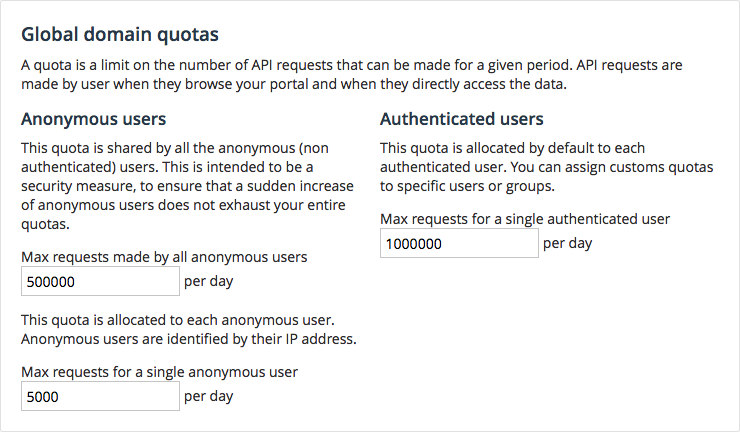 Global domain quotas
A quota is a limit on the number of API requests that can be made for a given period. API requests are
made by user when they browse your portal and when they directly access the data.
Anonymous users
This quota is shared by all the anonymous (non
authenticated) users. This is intended to be a
security measure, to ensure that a sudden increase
of anonymous users does not exhaust your entire
quotas.
Max requests made by all anonymous users
500000 per day
This quota is allocated to each anonymous user.
Anonymous users are identified by their IP address.
Max requests for a single anonymous user
5000 per day
Authenticated users
This quota is allocated by default to each
authenticated user. You can assign customs quotas
to specific users or groups.
Max requests for a single authenticated user
1000000 per day